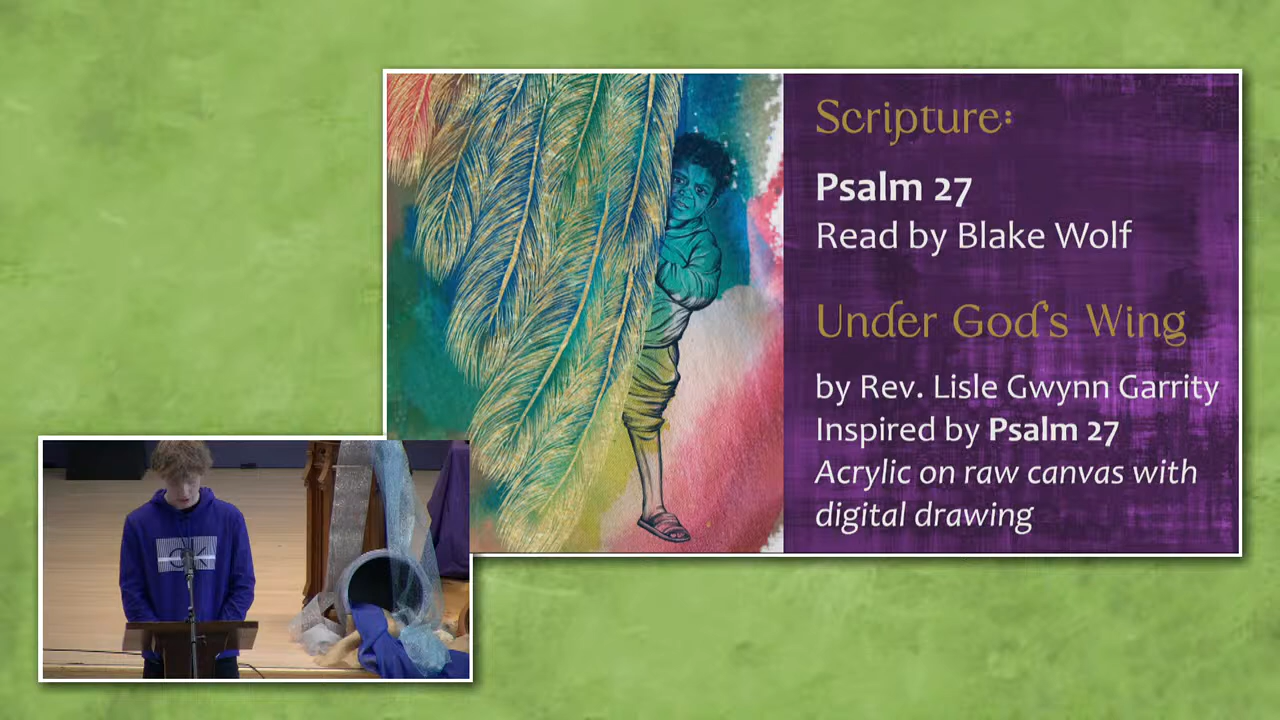 Scripture:
Psalm 27
Read by Blake Wolf
Under God's Wing
by Rev. Lisle Gwynn Garrity
Inspired by Psalm 27
Acrylic on raw canvas with
digital drawing
CK